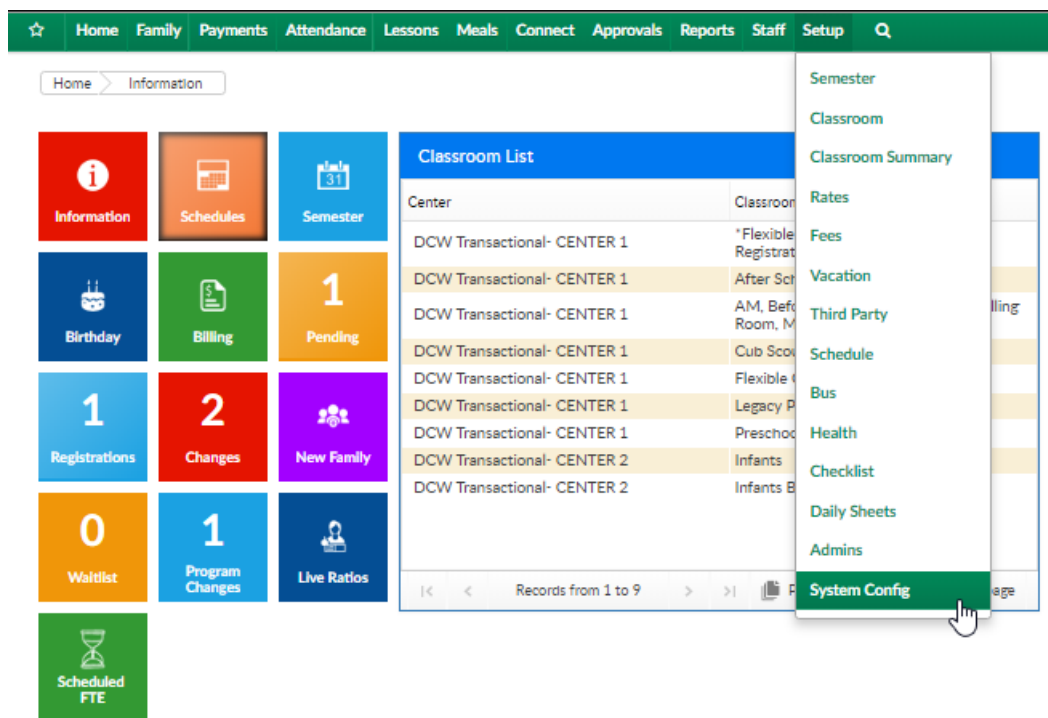 Home Family Payments Attendance Lessons Meals Connect Approvals Reports Staff Setup
Home Information
Information
Schedules
31
Semester
Birthday
$
Billing
1
Pending
1
Registrations
2
Changes
New Family
0
Waitlist
1
Program
Changes
Live Ratios
Scheduled
FTE
Classroom List
Center
DCW Transactional- CENTER 1 *Flexible
DCW Transactional- CENTER 1 After
DCW Transactional- CENTER 1 AM,
Room,
DCW Transactional- CENTER 1 Cub
DCW Transactional- CENTER 1 Flexible
DCW Transactional- CENTER 1 Legacy
DCW Transactional- CENTER 1
DCW Transactional- CENTER 2 Infants
DCW Transactional- CENTER 2 Infants
Records from 1 to 9
Semester
Classroom
Classroom Summary
Rates
Fees
Vacation
Third Party
Schedule
Bus
Health
Checklist
Daily Sheets
Admins
System Config